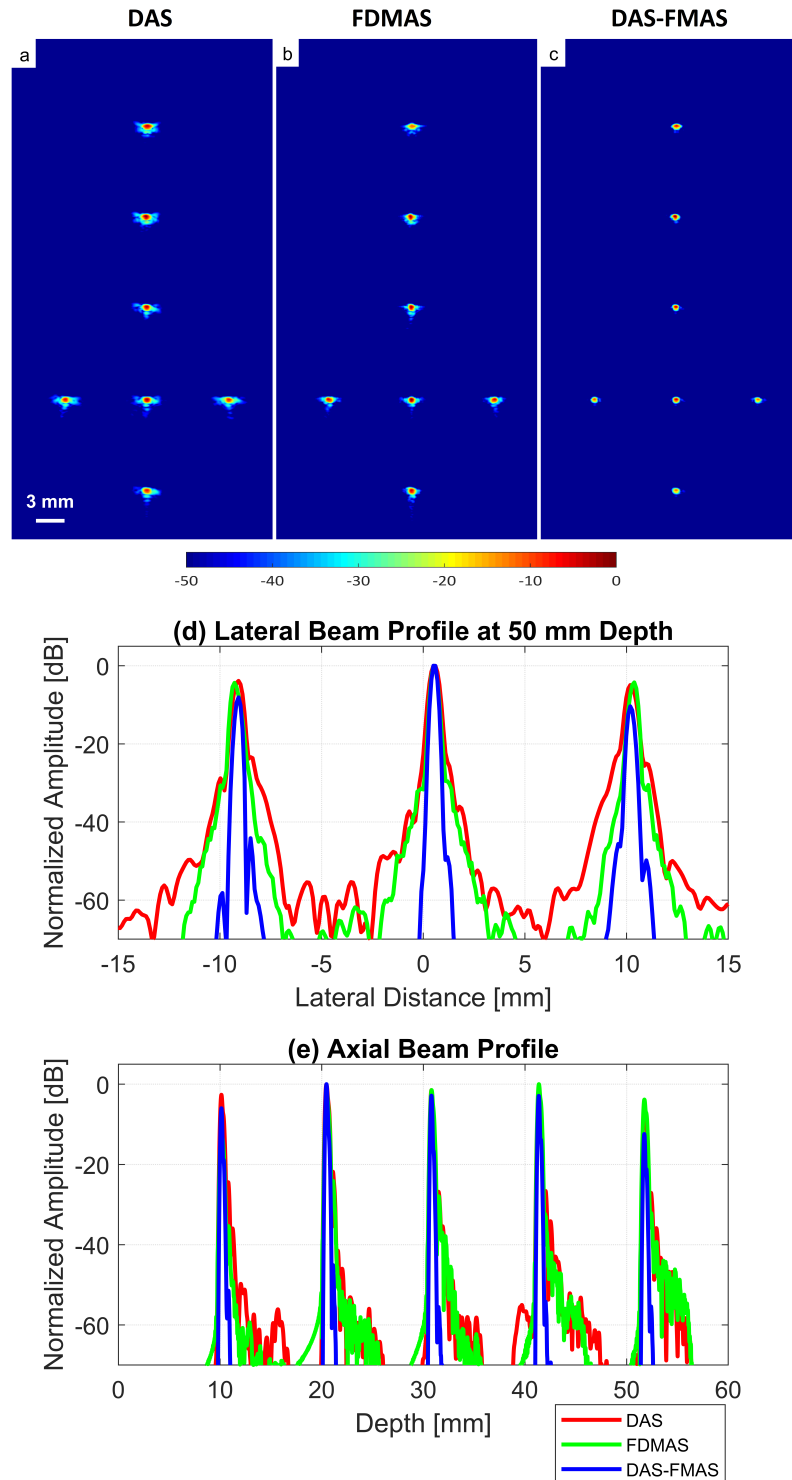 DAS FDMAS DAS-FMAS
a b c
3 mm
-50 -40 -30 -20 -10 0
(d) Lateral Beam Profile at 50 mm Depth
Normalized Amplitude [dB]
0
-20
-40
-60
-15 -10 -5 0 5 10 15
Lateral Distance [mm]
(e) Axial Beam Profile
Normalized Amplitude [dB]
0
-20
-40
-60
0 10 20 30 40 50 60
Depth [mm]
DAS
FDMAS
DAS-FMAS